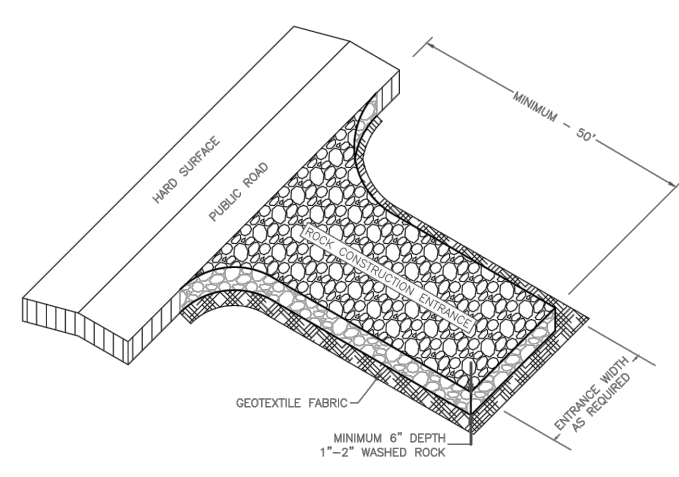 MINIMUM - 50'
HARD SURFACE
PUBLIC ROAD
ROCK CONSTRUCTION ENTRANCE
ENTRANCE WIDTH
AS REQUIRED
GEOTEXTILE FABRIC
MINIMUM 6" DEPTH
1"-2" WASHED ROCK